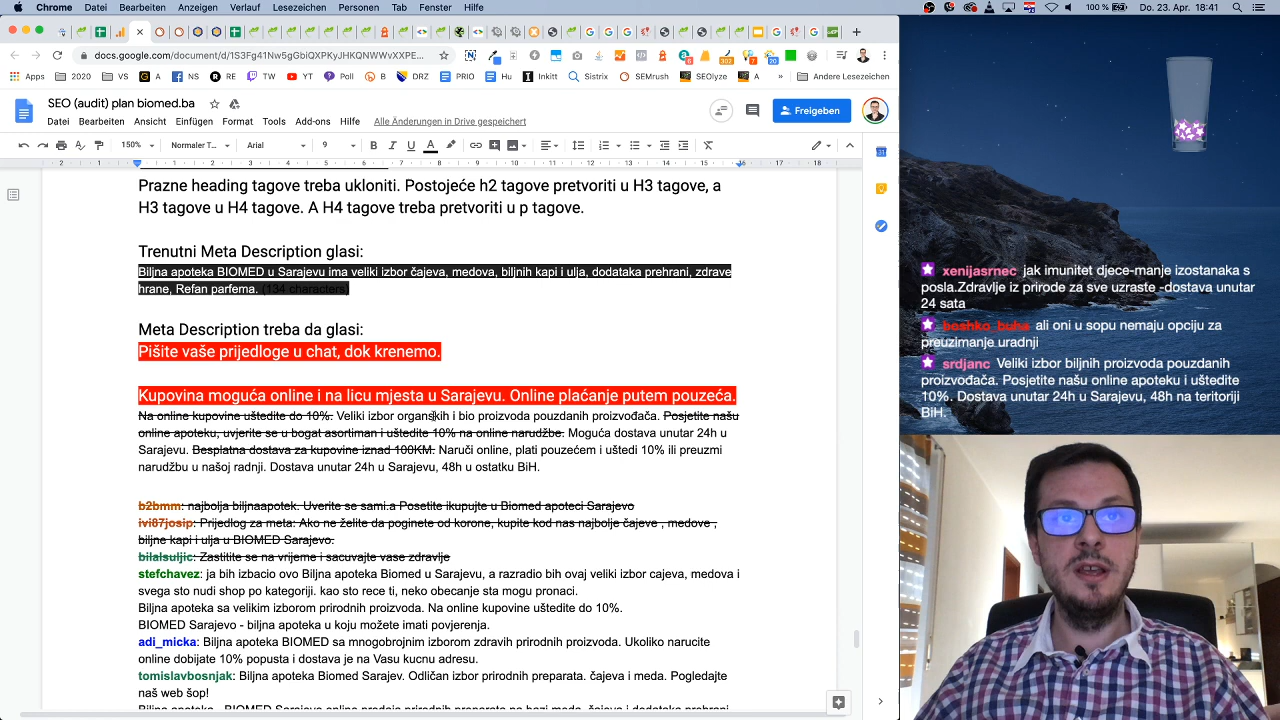 Chrome Datei Bearbeiten Anzeigen Verlauf Lesezeichen Personen Tab Fenster Hilfe 100% Do. 23. Apr. 18:41
docs.google.com/document/d/1S3Fg41Nw5gGbiQXPKyJHKQNWWvXXPE...
Apps 2020 VS A NS RE TW YT Poll B DRZ PRIO Hu Inkitt Sistrix SEMrush SEOlyze A » Andere Lesezeichen
SEO (audit) plan biomed.ba
Freigeben
Datei Bearbeiten Ansicht Einfügen Format Tools Add-ons Hilfe Alle Änderungen in Drive gespeichert
150% Normaler T... Arial 9
Prazne heading tagove treba ukloniti. Postojeće h2 tagove pretvoriti u H3 tagove, a
H3 tagove u H4 tagove. A H4 tagove treba pretvoriti u p tagove.
Trenutni Meta Description glasi:
Biljna apoteka BIOMED u Sarajevu ima veliki izbor čajeva, medova, biljnih kapi i ulja, dodataka prehrani, zdrave
hrane, Refan parfema. (134 characters)
Meta Description treba da glasi:
Pišite vaše prijedloge u chat, dok krenemo.
Kupovina moguća online i na licu mjesta u Sarajevu. Online plaćanje putem pouzeća.
Na online kupovine uštedite do 10%. Veliki izbor organskih i bio proizvoda pouzdanih proizvođača. Posjetite našu
online apoteku, uvjerite se u bogat asortiman i uštedite 10% na online narudžbe. Moguća dostava unutar 24h u
Sarajevu. Besplatna dostava za kupovine iznad 100KM. Naruči online, plati pouzećem i uštedi 10% ili preuzmi
narudžbu u našoj radnji. Dostava unutar 24h u Sarajevu, 48h u ostatku BiH.
b2bmm: najbolja biljnaapotek. Uverite se sami.a Posetite ikupujte u Biomed apoteci Sarajevo
ivi87josip: Prijedlog za meta: Ako ne želite da poginete od korone, kupite kod nas najbolje čajeve , medove ,
biljne kapi i ulja u BIOMED Sarajevo.
bilalsuljic: Zastitite se na vrijeme i sacuvajte vase zdravlje
stefchavez: ja bih izbacio ovo Biljna apoteka Biomed u Sarajevu, a razradio bih ovaj veliki izbor cajeva, medova i
svega sto nudi shop po kategoriji. kao sto rece ti, neko obecanje sta mogu pronaci.
Biljna apoteka sa velikim izborom prirodnih proizvoda. Na online kupovine uštedite do 10%.
BIOMED Sarajevo - biljna apoteka u koju možete imati povjerenja.
adi_micka: Biljna apoteka BIOMED sa mnogobrojnim izborom zdravih prirodnih proizvoda. Ukoliko narucite
online dobijate 10% popusta i dostava je na Vasu kucnu adresu.
tomislavbosnjak: Biljna apoteka Biomed Sarajev. Odličan izbor prirodnih preparata. čajeva i meda. Pogledajte
naš web šop!
xenijasrnec jak imunitet djece-manje izostanaka s
posla.Zdravlje iz prirode za sve uzraste -dostava unutar
24 sata
boshko_buha ali oni u sopu nemaju opciju za
preuzimanje uradnji
srdjanc Veliki izbor biljnih proizvoda pouzdanih
proizvođača. Posjetite našu online apoteku i uštedite
10%. Dostava unutar 24h u Sarajevu, 48h na teritoriji
BiH.